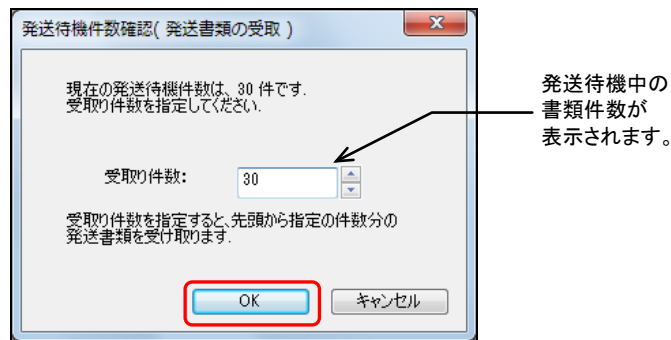 発送待機件数確認( 発送書類の受取 )
現在の発送待機件数は、30 件です.
受取り件数を指定してください.
受取り件数:
30
受取り件数を指定すると、先頭から指定の件数分の
発送書類を受け取ります.
OK
キャンセル
発送待機中の
書類件数が
表示されます。